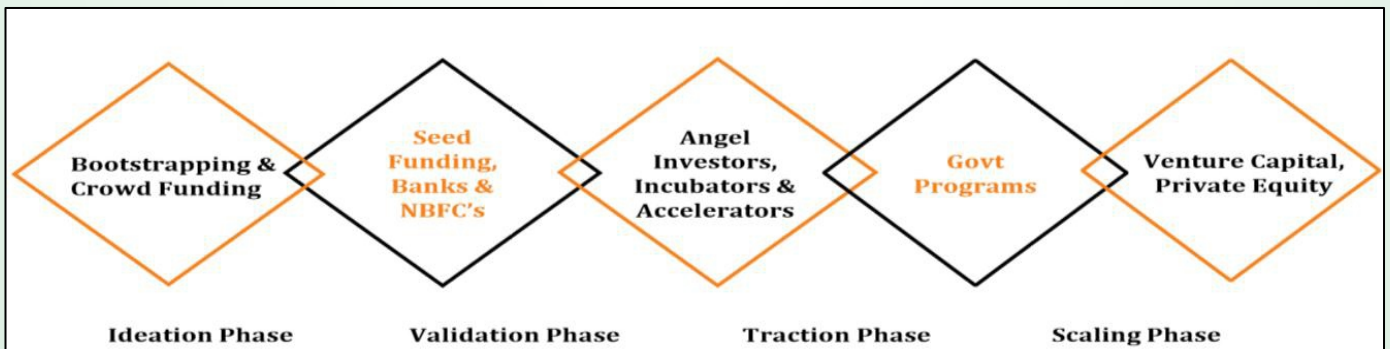 Bootstrapping &
Crowd Funding
Seed
Funding,
Banks &
NBFC's
Angel
Investors,
Incubators &
Accelerators
Govt
Programs
Venture Capital,
Private Equity
Ideation Phase
Validation Phase
Traction Phase
Scaling Phase